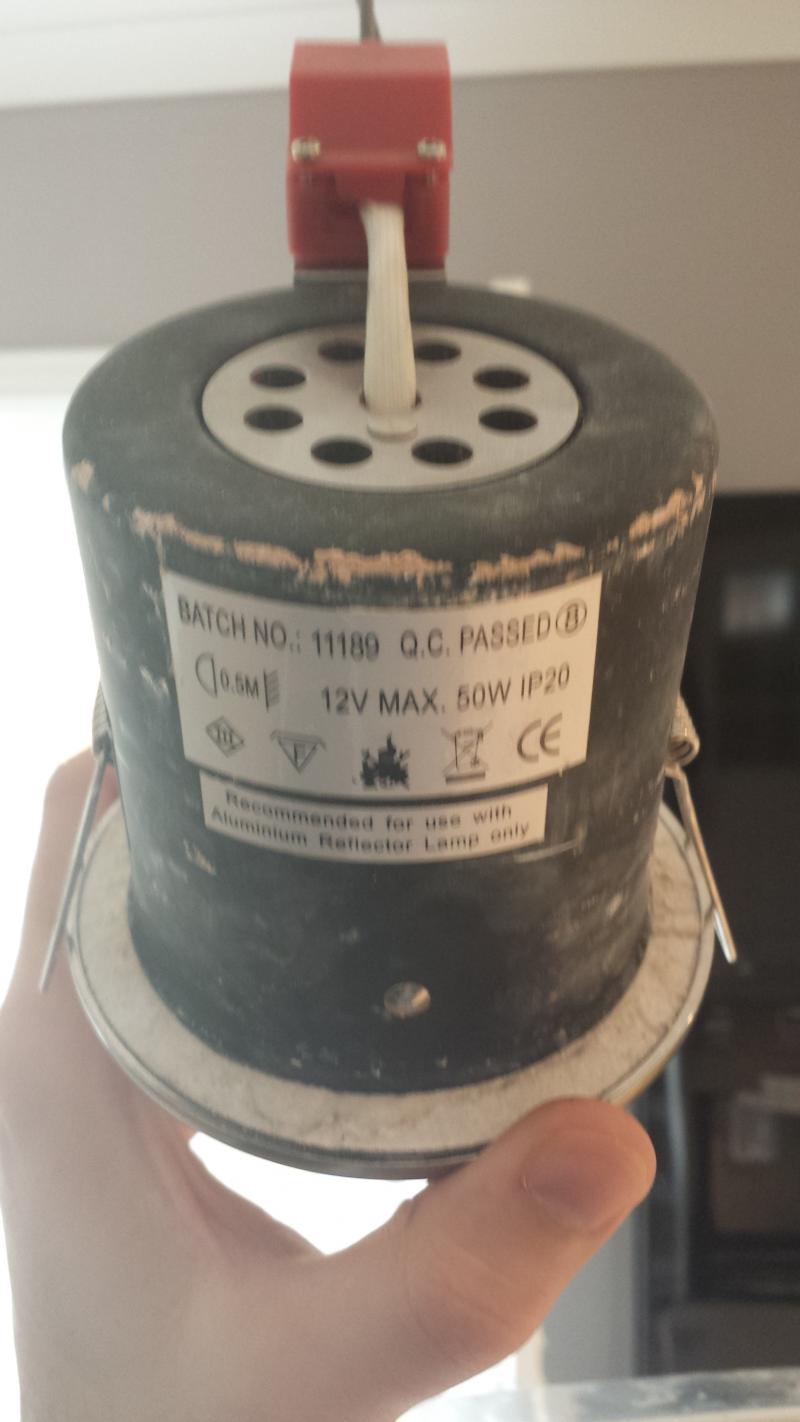 BATCH NO.: 11189 Q.C. PASSED 8
0.5M 12V MAX. 50W IP20
III F CE
Recommended for use with
Aluminium Reflector Lamp only